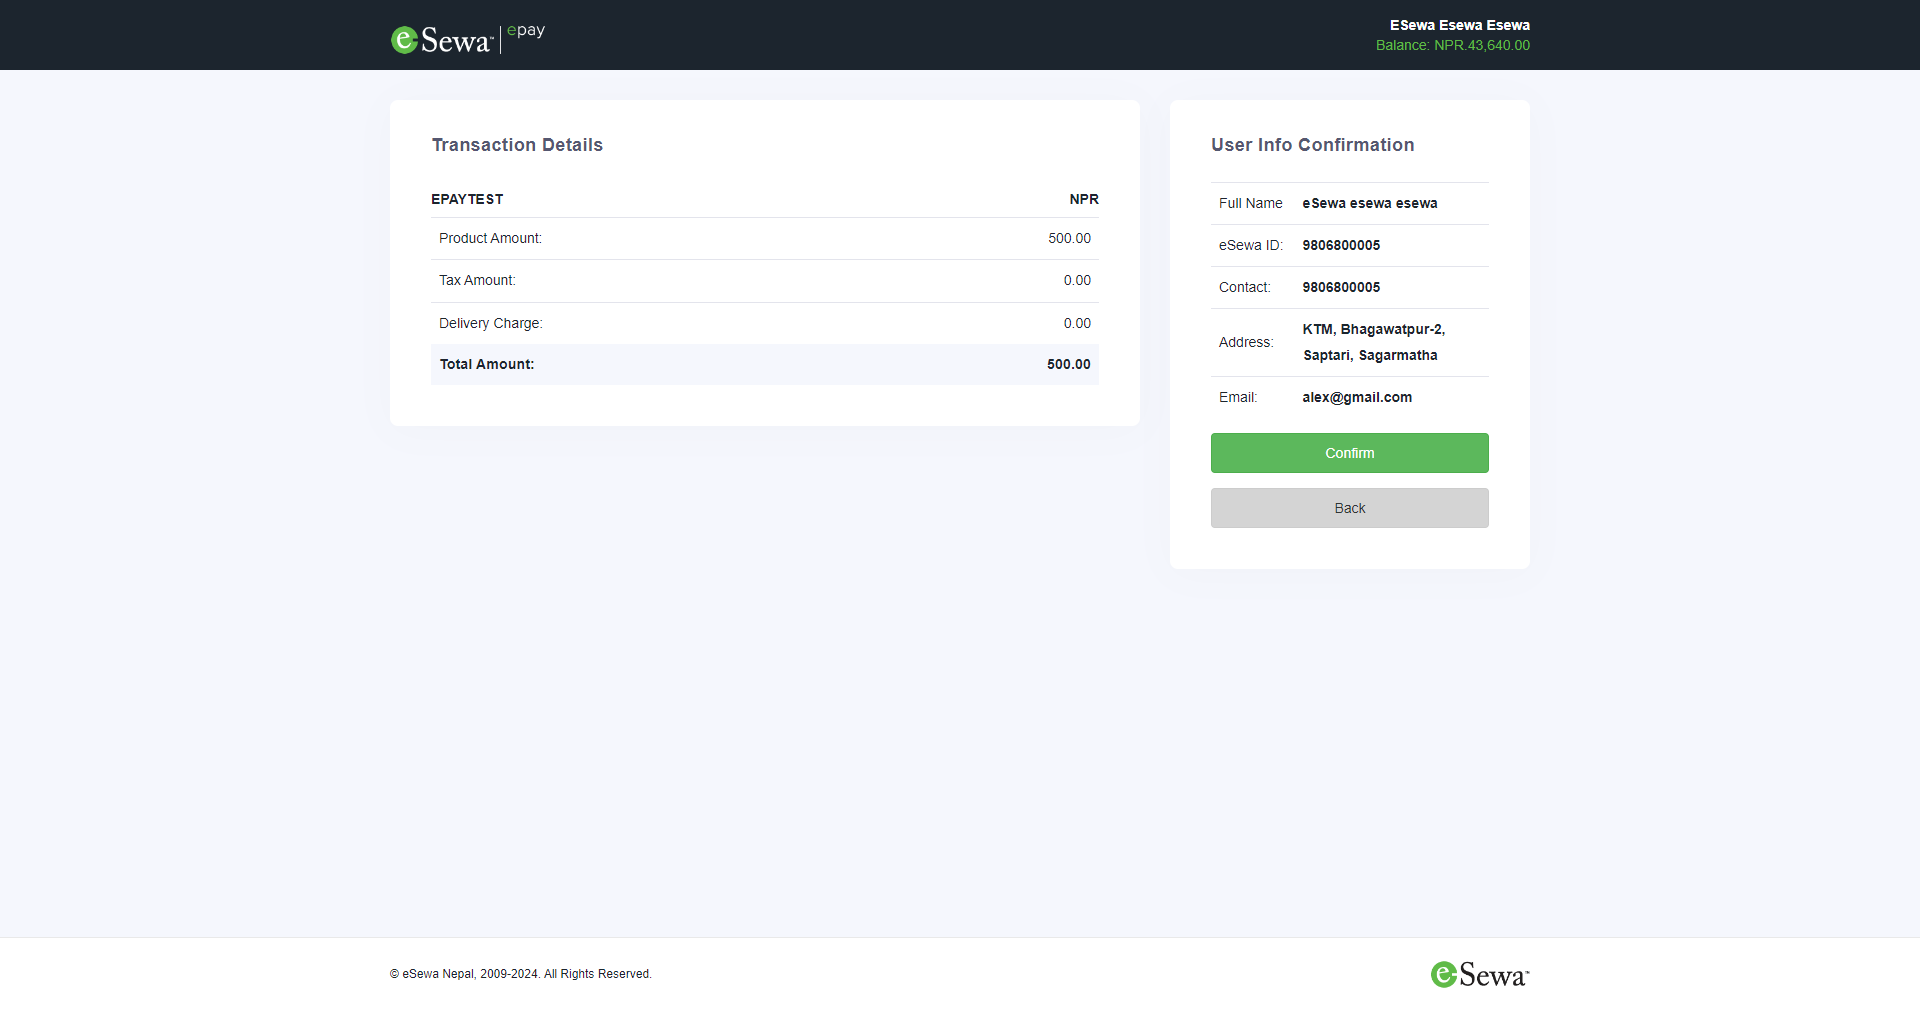 eSewa™ epay
ESewa Esewa Esewa
Balance: NPR.43,640.00
Transaction Details
EPAYTEST NPR
Product Amount: 500.00
Tax Amount: 0.00
Delivery Charge: 0.00
Total Amount: 500.00
User Info Confirmation
Full Name eSewa esewa esewa
eSewa ID: 9806800005
Contact: 9806800005
Address: KTM, Bhagawatpur-2,
Saptari, Sagarmatha
Email: alex@gmail.com
Confirm
Back
© eSewa Nepal, 2009-2024. All Rights Reserved.
eSewa™